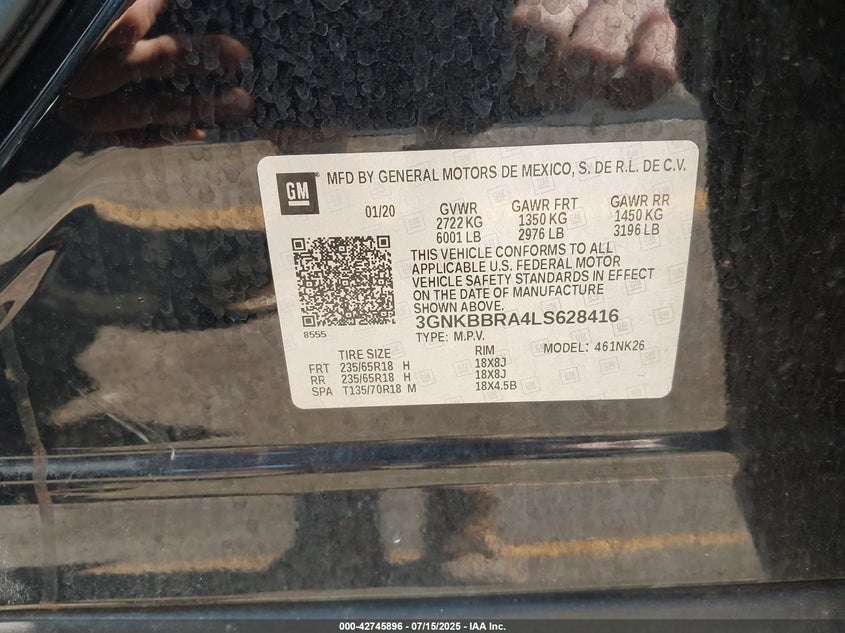 GM
MFD BY GENERAL MOTORS DE MEXICO, S. DE R.L. DE C.V.
01/20 GVWR GAWR FRT GAWR RR
2722 KG 1350 KG 1450 KG
6001 LB 2976 LB 3196 LB
THIS VEHICLE CONFORMS TO ALL
APPLICABLE U.S. FEDERAL MOTOR
VEHICLE SAFETY STANDARDS IN EFFECT
ON THE DATE OF MANUFACTURE
SHOWN ABOVE.
8555
3GNKBBRA4LS628416
TYPE: M.P.V.
TIRE SIZE RIM MODEL: 461NK26
FRT 235/65R18 H 18X8J
RR 235/65R18 H 18X8J
SPA T135/70R18 M 18X4.5B
000-42745896 - 07/15/2025 - IAA Inc.